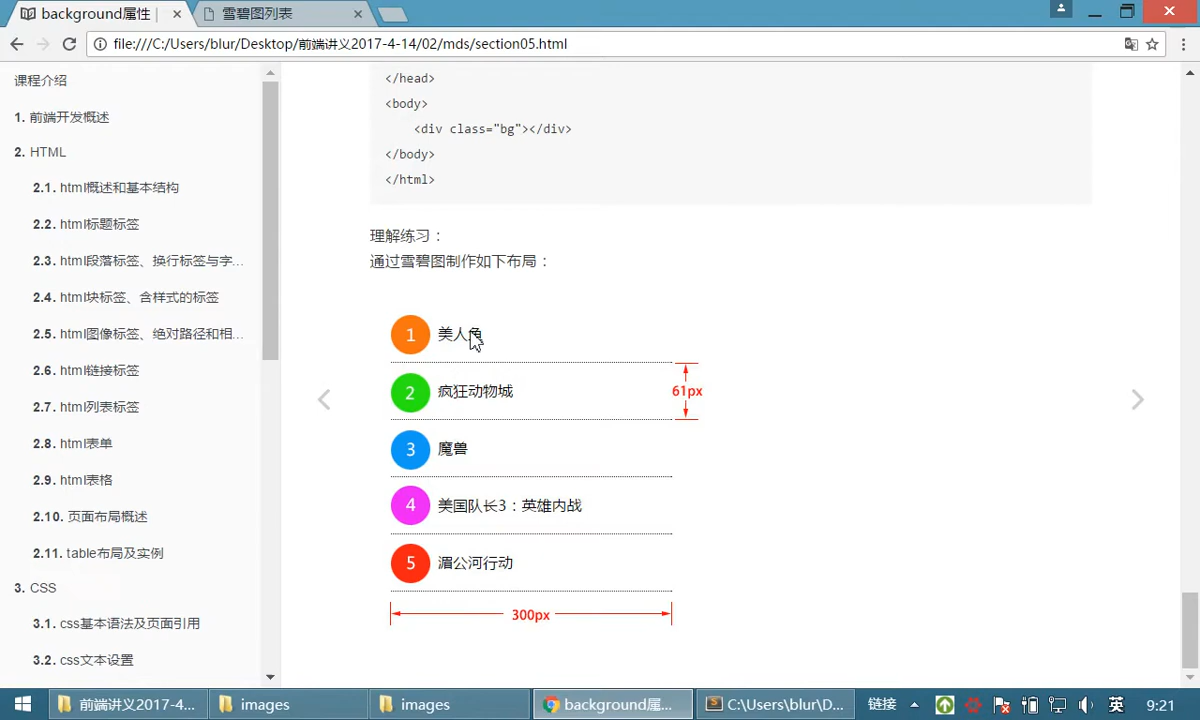 background属性
雪碧图列表
file:///C:/Users/blur/Desktop/前端讲义2017-4-14/02/mds/section05.html
课程介绍
1. 前端开发概述
2. HTML
2.1. html概述和基本结构
2.2. html标题标签
2.3. html段落标签、换行标签与字...
2.4. html块标签、含样式的标签
2.5. html图像标签、绝对路径和相...
2.6. html链接标签
2.7. html列表标签
2.8. html表单
2.9. html表格
2.10. 页面布局概述
2.11. table布局及实例
3. CSS
3.1. css基本语法及页面引用
3.2. css文本设置
</head>
<body>
<div class="bg"></div>
</body>
</html>
理解练习：
通过雪碧图制作如下布局：
1 美人鱼
2 疯狂动物城
61px
3 魔兽
4 美国队长3：英雄内战
5 湄公河行动
300px
前端讲义2017-4...
images
images
background属...
C:\Users\blur\D...
链接
英
9:21